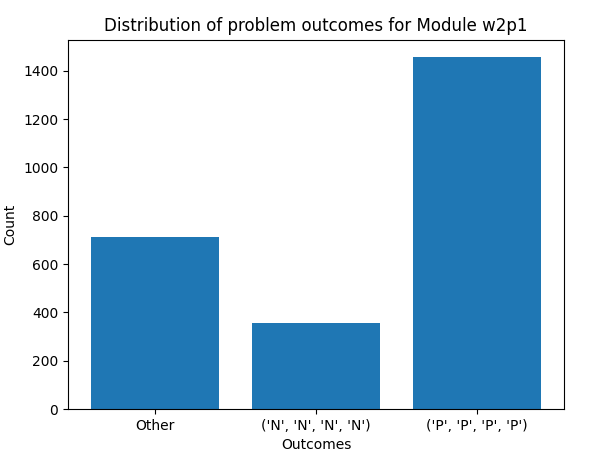 Distribution of problem outcomes for Module w2p1
1400
1200
1000
800
600
400
200
0
Count
Other
('N', 'N', 'N', 'N')
('P', 'P', 'P', 'P')
Outcomes